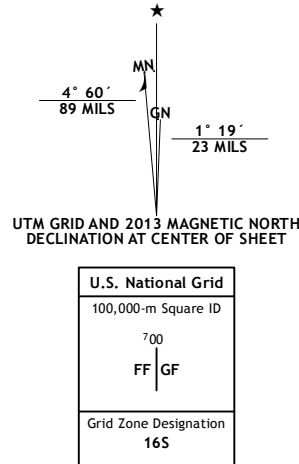 ★
MN
4° 60´
89 MILS
GN
1° 19´
23 MILS
UTM GRID AND 2013 MAGNETIC NORTH
DECLINATION AT CENTER OF SHEET
U.S. National Grid
100,000-m Square ID
⁷00
FF GF
Grid Zone Designation
16S